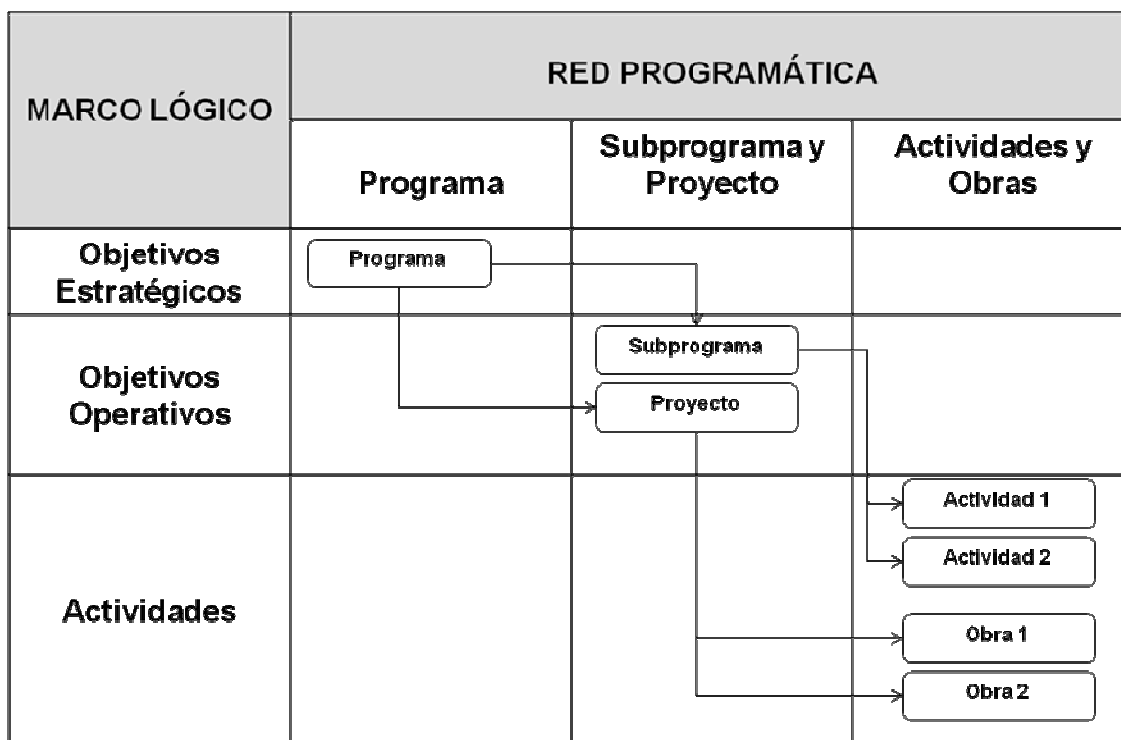 MARCO LÓGICO
RED PROGRAMÁTICA
Programa
Subprograma y
Proyecto
Actividades y
Obras
Objetivos
Estratégicos
Programa
Objetivos
Operativos
Subprograma
Proyecto
Actividades
Actividad 1
Actividad 2
Obra 1
Obra 2